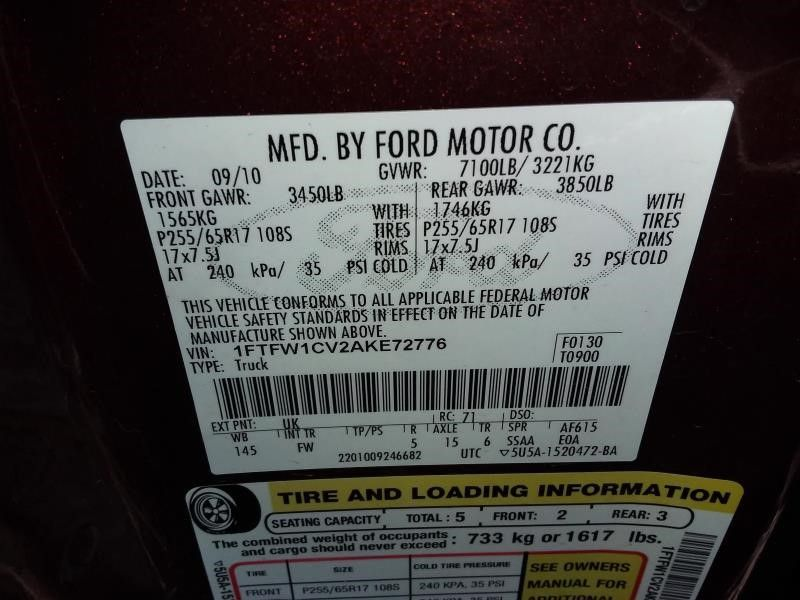 MFD. BY FORD MOTOR CO.
DATE: 09/10 GVWR: 7100LB/ 3221KG
FRONT GAWR: 3450LB REAR GAWR: 3850LB
1565KG WITH 1746KG WITH
P255/65R17 108S TIRES P255/65R17 108S TIRES
17x7.5J RIMS 17x7.5J RIMS
AT 240 kPa/ 35 PSI COLD AT 240 kPa/ 35 PSI COLD
THIS VEHICLE CONFORMS TO ALL APPLICABLE FEDERAL MOTOR
VEHICLE SAFETY STANDARDS IN EFFECT ON THE DATE OF
MANUFACTURE SHOWN ABOVE.
VIN: 1FTFW1CV2AKE72776 F0130
TYPE: Truck T0900
EXT PNT: UK RC: 71 DSO:
WB INT TR TP/PS R AXLE TR SPR AF615
145 FW 5 15 6 SSAA E0A
2201009246682 UTC ▽5U5A-1520472-BA
TIRE AND LOADING INFORMATION
SEATING CAPACITY TOTAL : 5 FRONT: 2 REAR: 3
The combined weight of occupants and cargo should never exceed : 733 kg or 1617 lbs.
TIRE SIZE COLD TIRE PRESSURE SEE OWNERS
FRONT P255/65R17 108S 240 KPA, 35 PSI MANUAL FOR